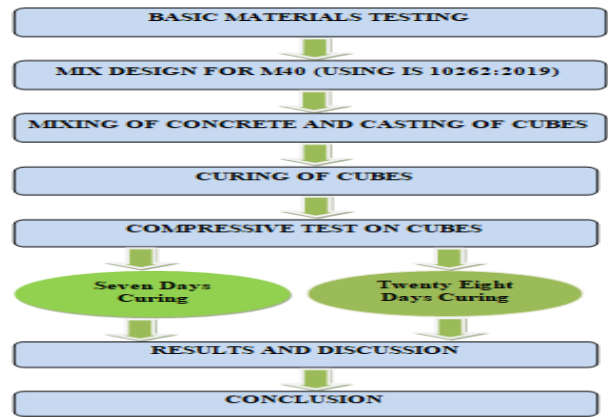 BASIC MATERIALS TESTING
MIX DESIGN FOR M40 (USING IS 10262:2019)
MIXING OF CONCRETE AND CASTING OF CUBES
CURING OF CUBES
COMPRESSIVE TEST ON CUBES
Seven Days
Curing
Twenty Eight
Days Curing
RESULTS AND DISCUSSION
CONCLUSION